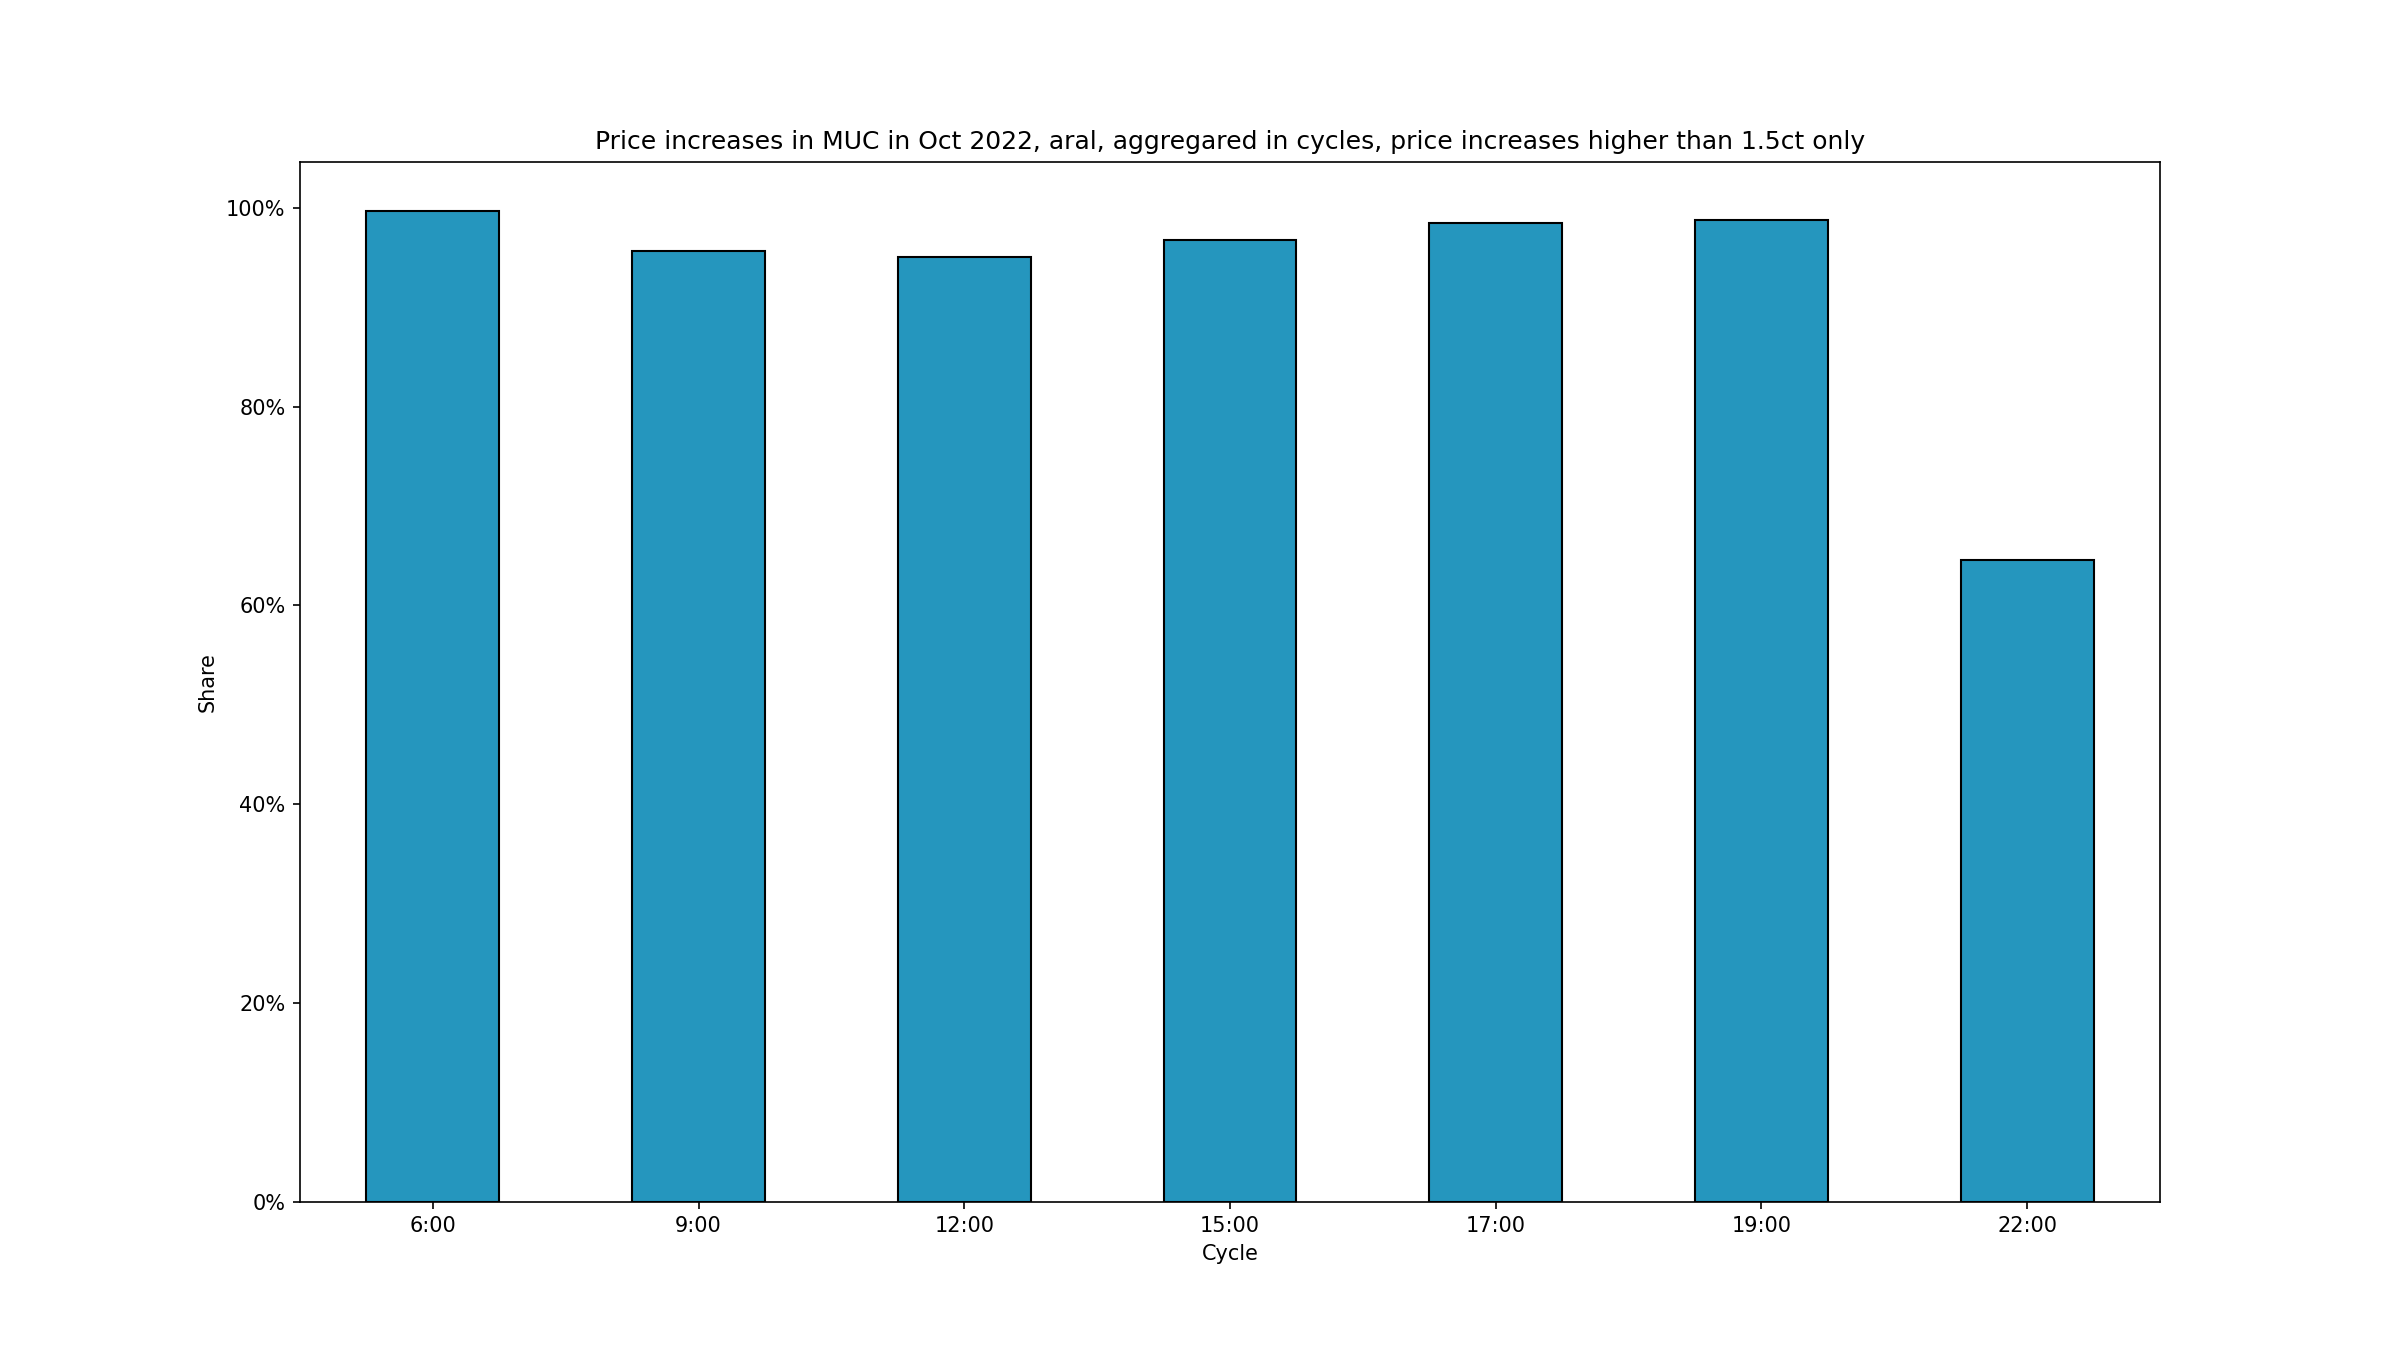 Price increases in MUC in Oct 2022, aral, aggregared in cycles, price increases higher than 1.5ct only
100%
80%
60%
40%
20%
0%
Share
6:00 9:00 12:00 15:00 17:00 19:00 22:00
Cycle